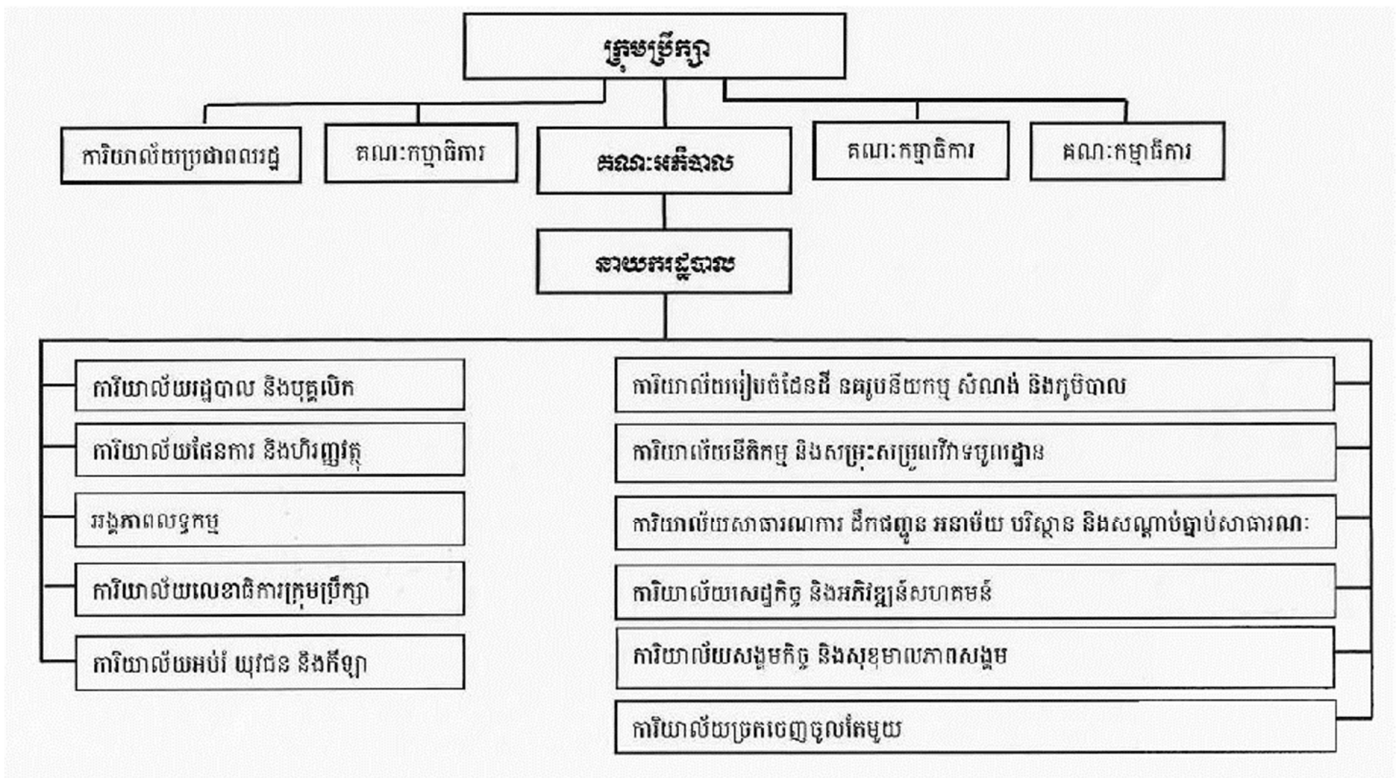 ក្រុមប្រឹក្សា
ការិយាល័យប្រជាពលរដ្ឋ
គណៈកម្មាធិការ
គណៈអភិបាល
គណៈកម្មាធិការ
គណៈកម្មាធិការ
នាយករដ្ឋបាល
ការិយាល័យរដ្ឋបាល និងបុគ្គលិក
ការិយាល័យផែនការ និងហិរញ្ញវត្ថុ
អង្គភាពលទ្ធកម្ម
ការិយាល័យលេខាធិការក្រុមប្រឹក្សា
ការិយាល័យអប់រំ យុវជន និងកីឡា
ការិយាល័យរៀបចំដែនដី នគរូបនីយកម្ម សំណង់ និងភូមិបាល
ការិយាល័យនីតិកម្ម និងសម្រុះសម្រួលវិវាទមូលដ្ឋាន
ការិយាល័យសាធារណការ ដឹកជញ្ជូន អនាម័យ បរិស្ថាន និងសណ្តាប់ធ្នាប់សាធារណៈ
ការិយាល័យសេដ្ឋកិច្ច និងអភិវឌ្ឍន៍សហគមន៍
ការិយាល័យសង្គមកិច្ច និងសុខុមាលភាពសង្គម
ការិយាល័យច្រកចេញចូលតែមួយ